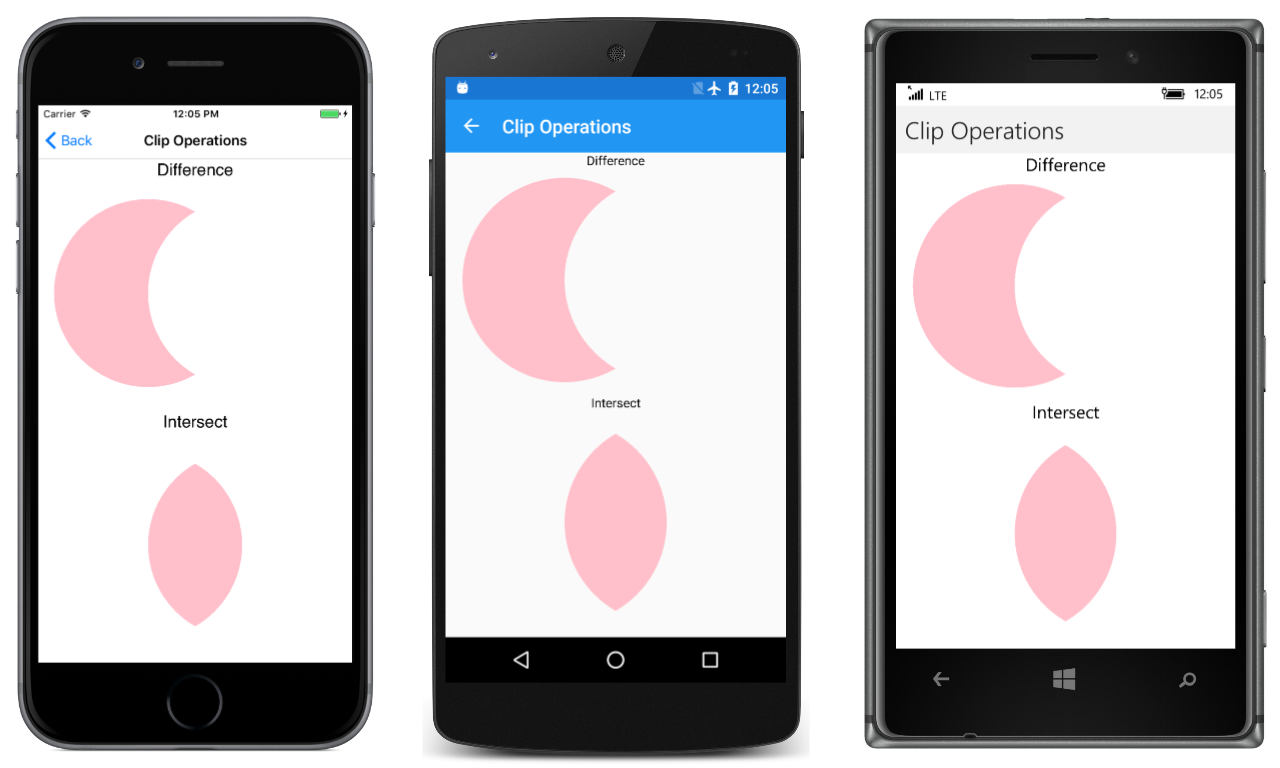 Carrier 12:05 PM
Back Clip Operations
Difference
Intersect
12:05
Clip Operations
Difference
Intersect
LTE 12:05
Clip Operations
Difference
Intersect